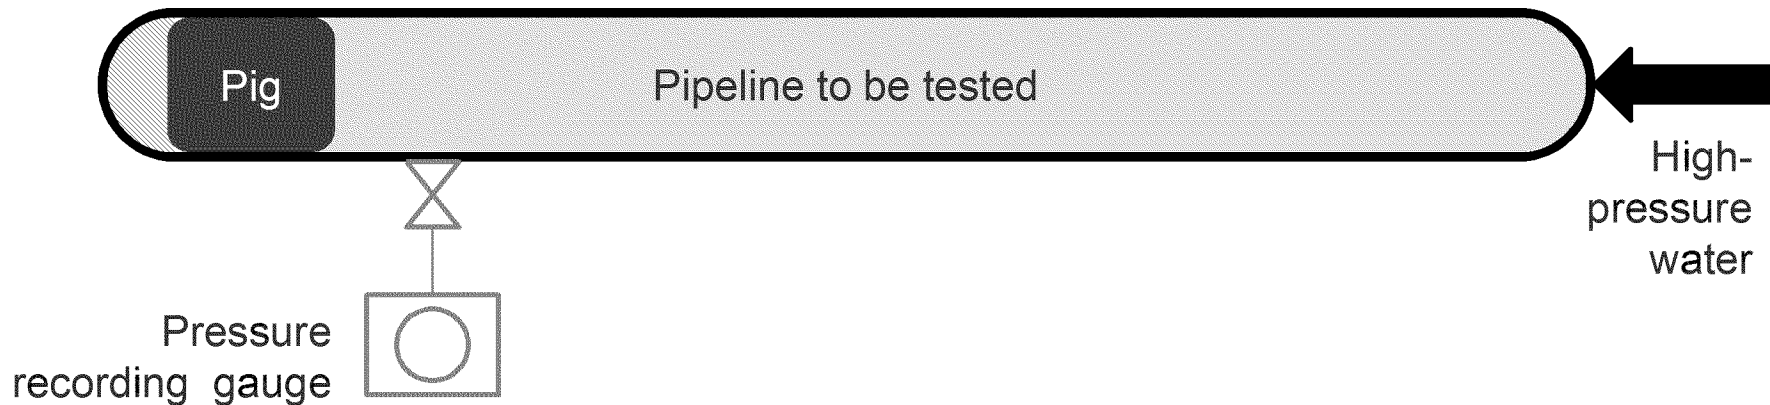 Pig
Pipeline to be tested
High-
pressure
water
Pressure
recording gauge